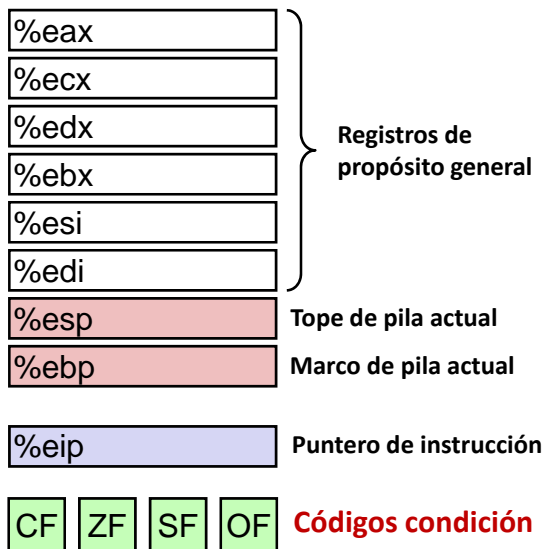 %eax
%ecx
%edx
%ebx
%esi
%edi
Registros de
propósito general
%esp Tope de pila actual
%ebp Marco de pila actual
%eip Puntero de instrucción
CF ZF SF OF Códigos condición